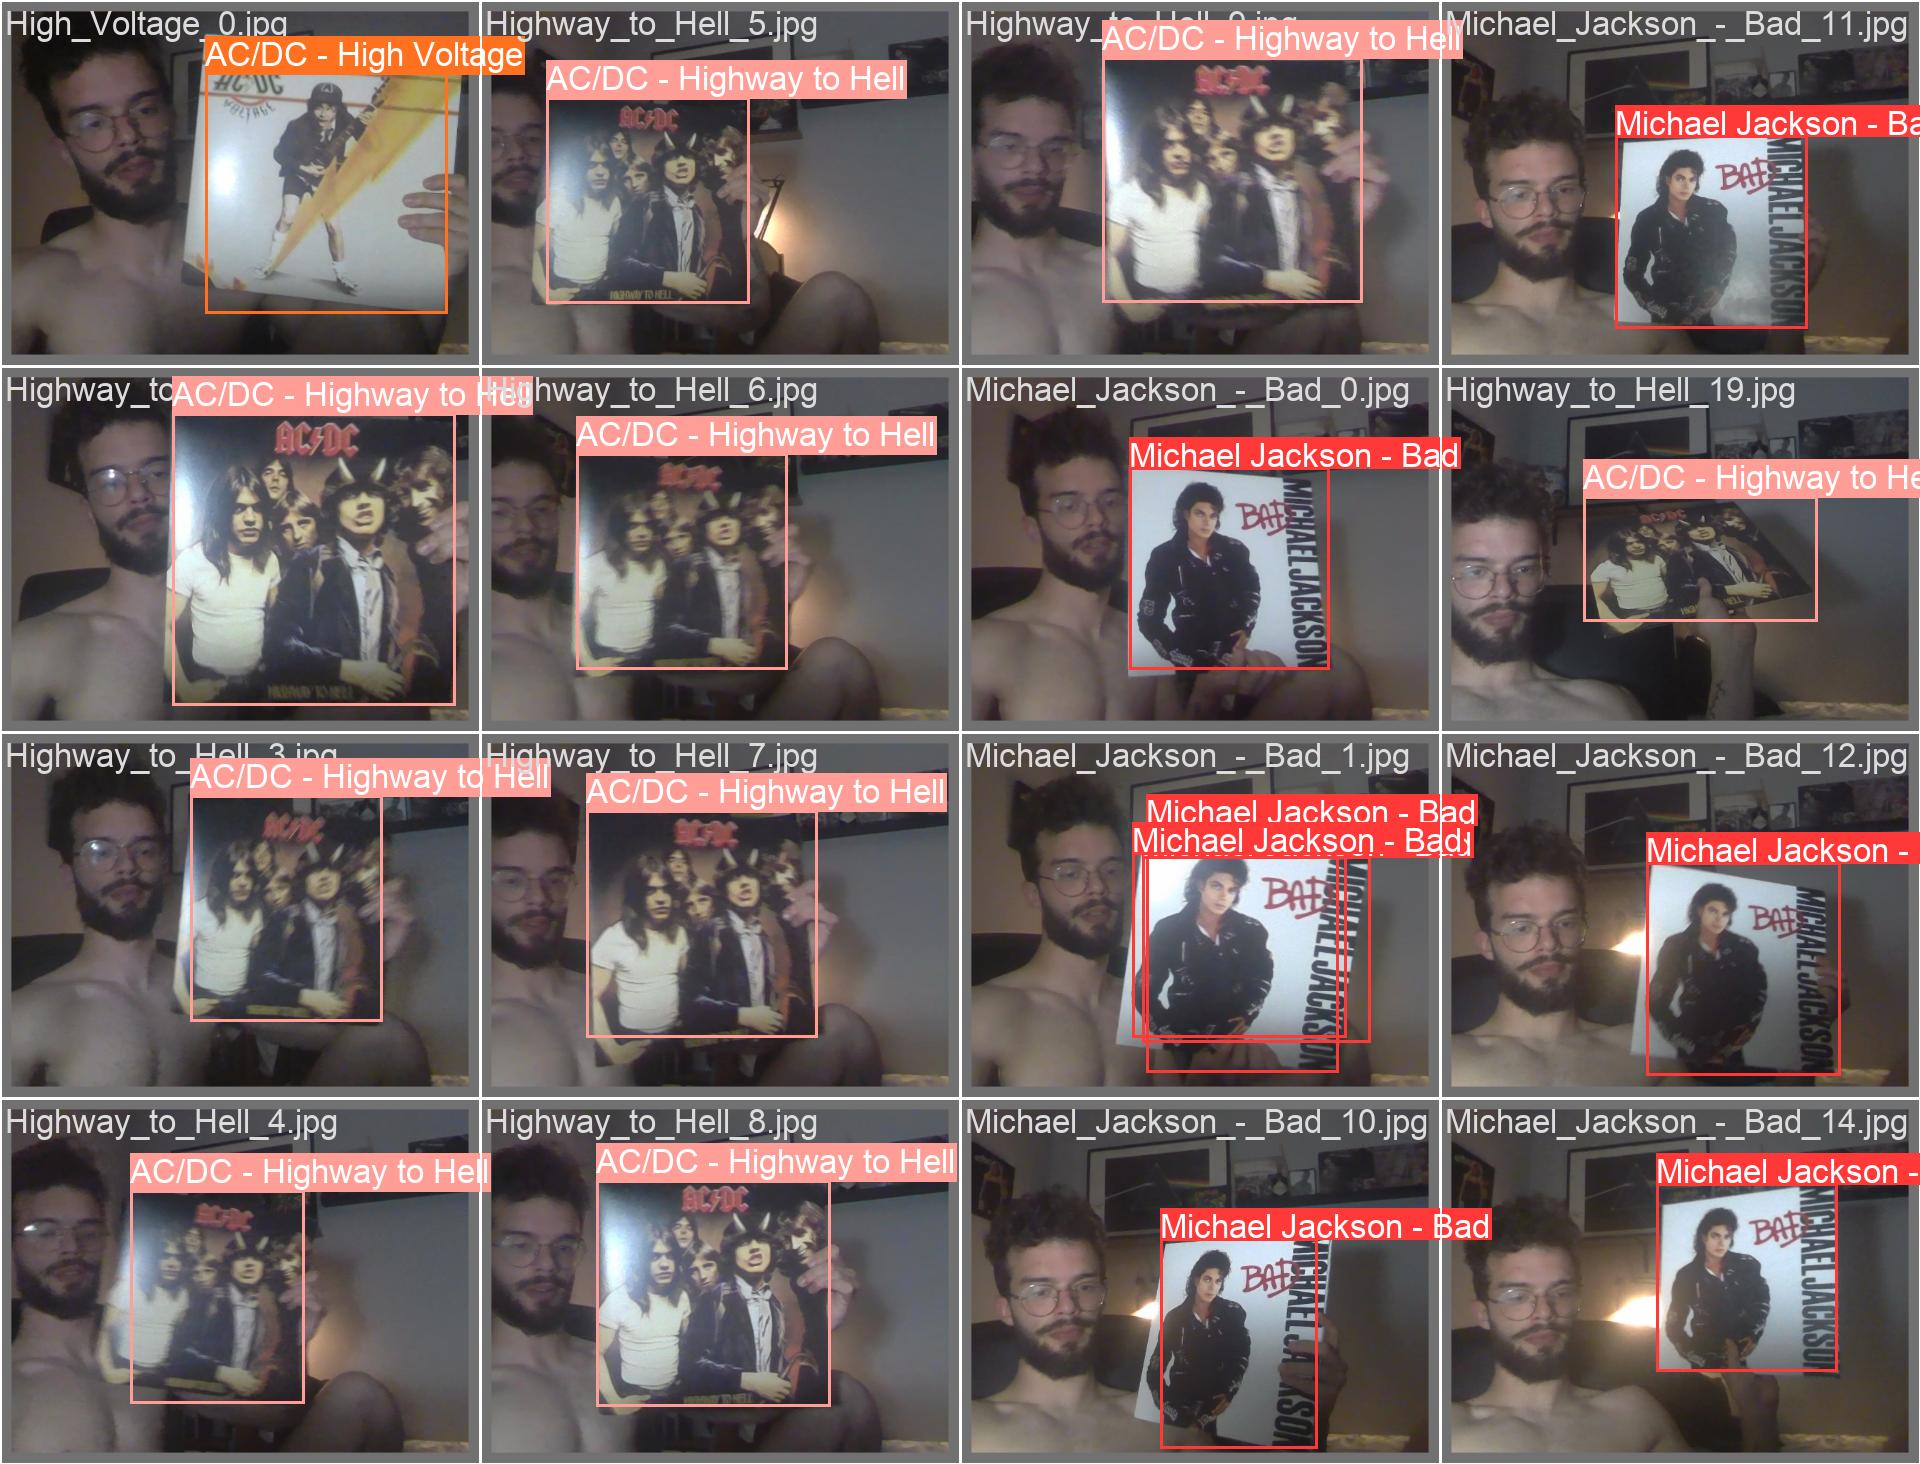 High_Voltage_0.jpg
AC/DC - High Voltage
AC/DC
VOLTAGE
Highway_to_Hell_5.jpg
AC/DC - Highway to Hell
AC/DC
HIGHWAY TO HELL
AC/DC - Highway to Hell
AC/DC
Michael_Jackson_-_Bad_11.jpg
Michael Jackson - Ba
BAD
MICHAEL JACKSON
Highway_to
AC/DC - Highway to Hell
AC/DC
HIGHWAY TO HELL
Highway_to_Hell_6.jpg
AC/DC - Highway to Hell
AC/DC
Michael_Jackson_-_Bad_0.jpg
Michael Jackson - Bad
BAD
MICHAEL JACKSON
Highway_to_Hell_19.jpg
AC/DC - Highway to He
AC/DC
Highway_to_Hell_3.jpg
AC/DC - Highway to Hell
AC/DC
Highway_to_Hell_7.jpg
AC/DC - Highway to Hell
AC/DC
Michael_Jackson_-_Bad_1.jpg
Michael Jackson - Bad
Michael Jackson - Bad
BAD
MICHAEL JACKSON
Michael_Jackson_-_Bad_12.jpg
Michael Jackson -
BAD
MICHAEL JACKSON
Highway_to_Hell_4.jpg
AC/DC - Highway to Hell
AC/DC
Highway_to_Hell_8.jpg
AC/DC - Highway to Hell
AC/DC
HIGHWAY TO HELL
Michael_Jackson_-_Bad_10.jpg
Michael Jackson - Bad
BAD
MICHAEL JACKSON
Michael_Jackson_-_Bad_14.jpg
Michael Jackson -
BAD
MICHAEL JACKSON